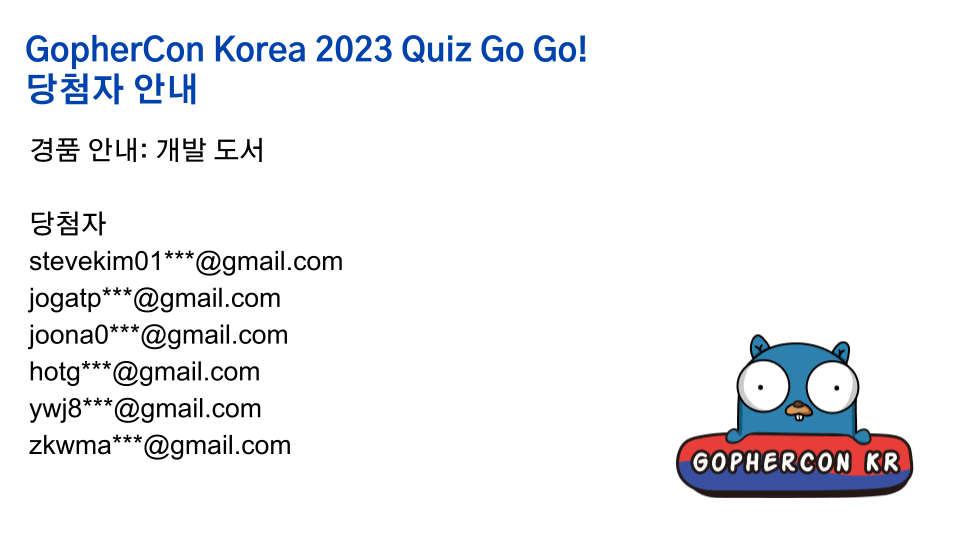 GopherCon Korea 2023 Quiz Go Go!
당첨자 안내
경품 안내: 개발 도서
당첨자
stevekim01***@gmail.com
jogatp***@gmail.com
joona0***@gmail.com
hotg***@gmail.com
ywj8***@gmail.com
zkwma***@gmail.com
GOPHERCON KR